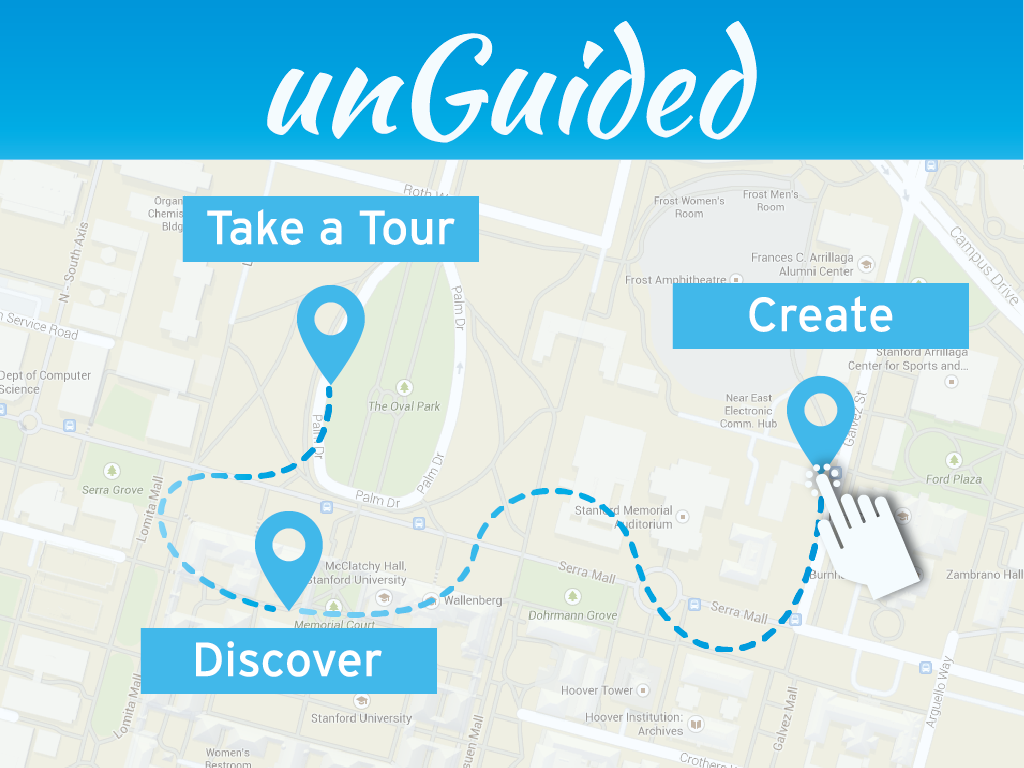 unGuided
Roth W
Organ
Chemis
Bldg
Take a Tour
Frost Women's
Room
Frost Men's
Room
N - South Axis
Campus Drive
Frances C. Arrillaga
Alumni Center
Frost Amphitheatre
Create
Palm Dr
n Service Road
Stanford Arrillaga
Center for Sports and...
Dept of Computer
Science
The Oval Park
Near East
Electronic
Comm. Hub
Galvez St
Palm Dr
Palm Dr
Serra Grove
Ford Plaza
Lomita Mall
Palm Dr
Stanford Memorial
Auditorium
McClatchy Hall,
Stanford University
Serra Mall
Burnh
Zambrano Hall
Wallenberg
Dohrmann Grove
Serra Mall
Memorial Court
Discover
Arguello Way
Hoover Tower
Lomita Mall
Stanford University
Hoover Institution:
Archives
Galvez Mall
suen Mall
Women's
Restroom
Crothers